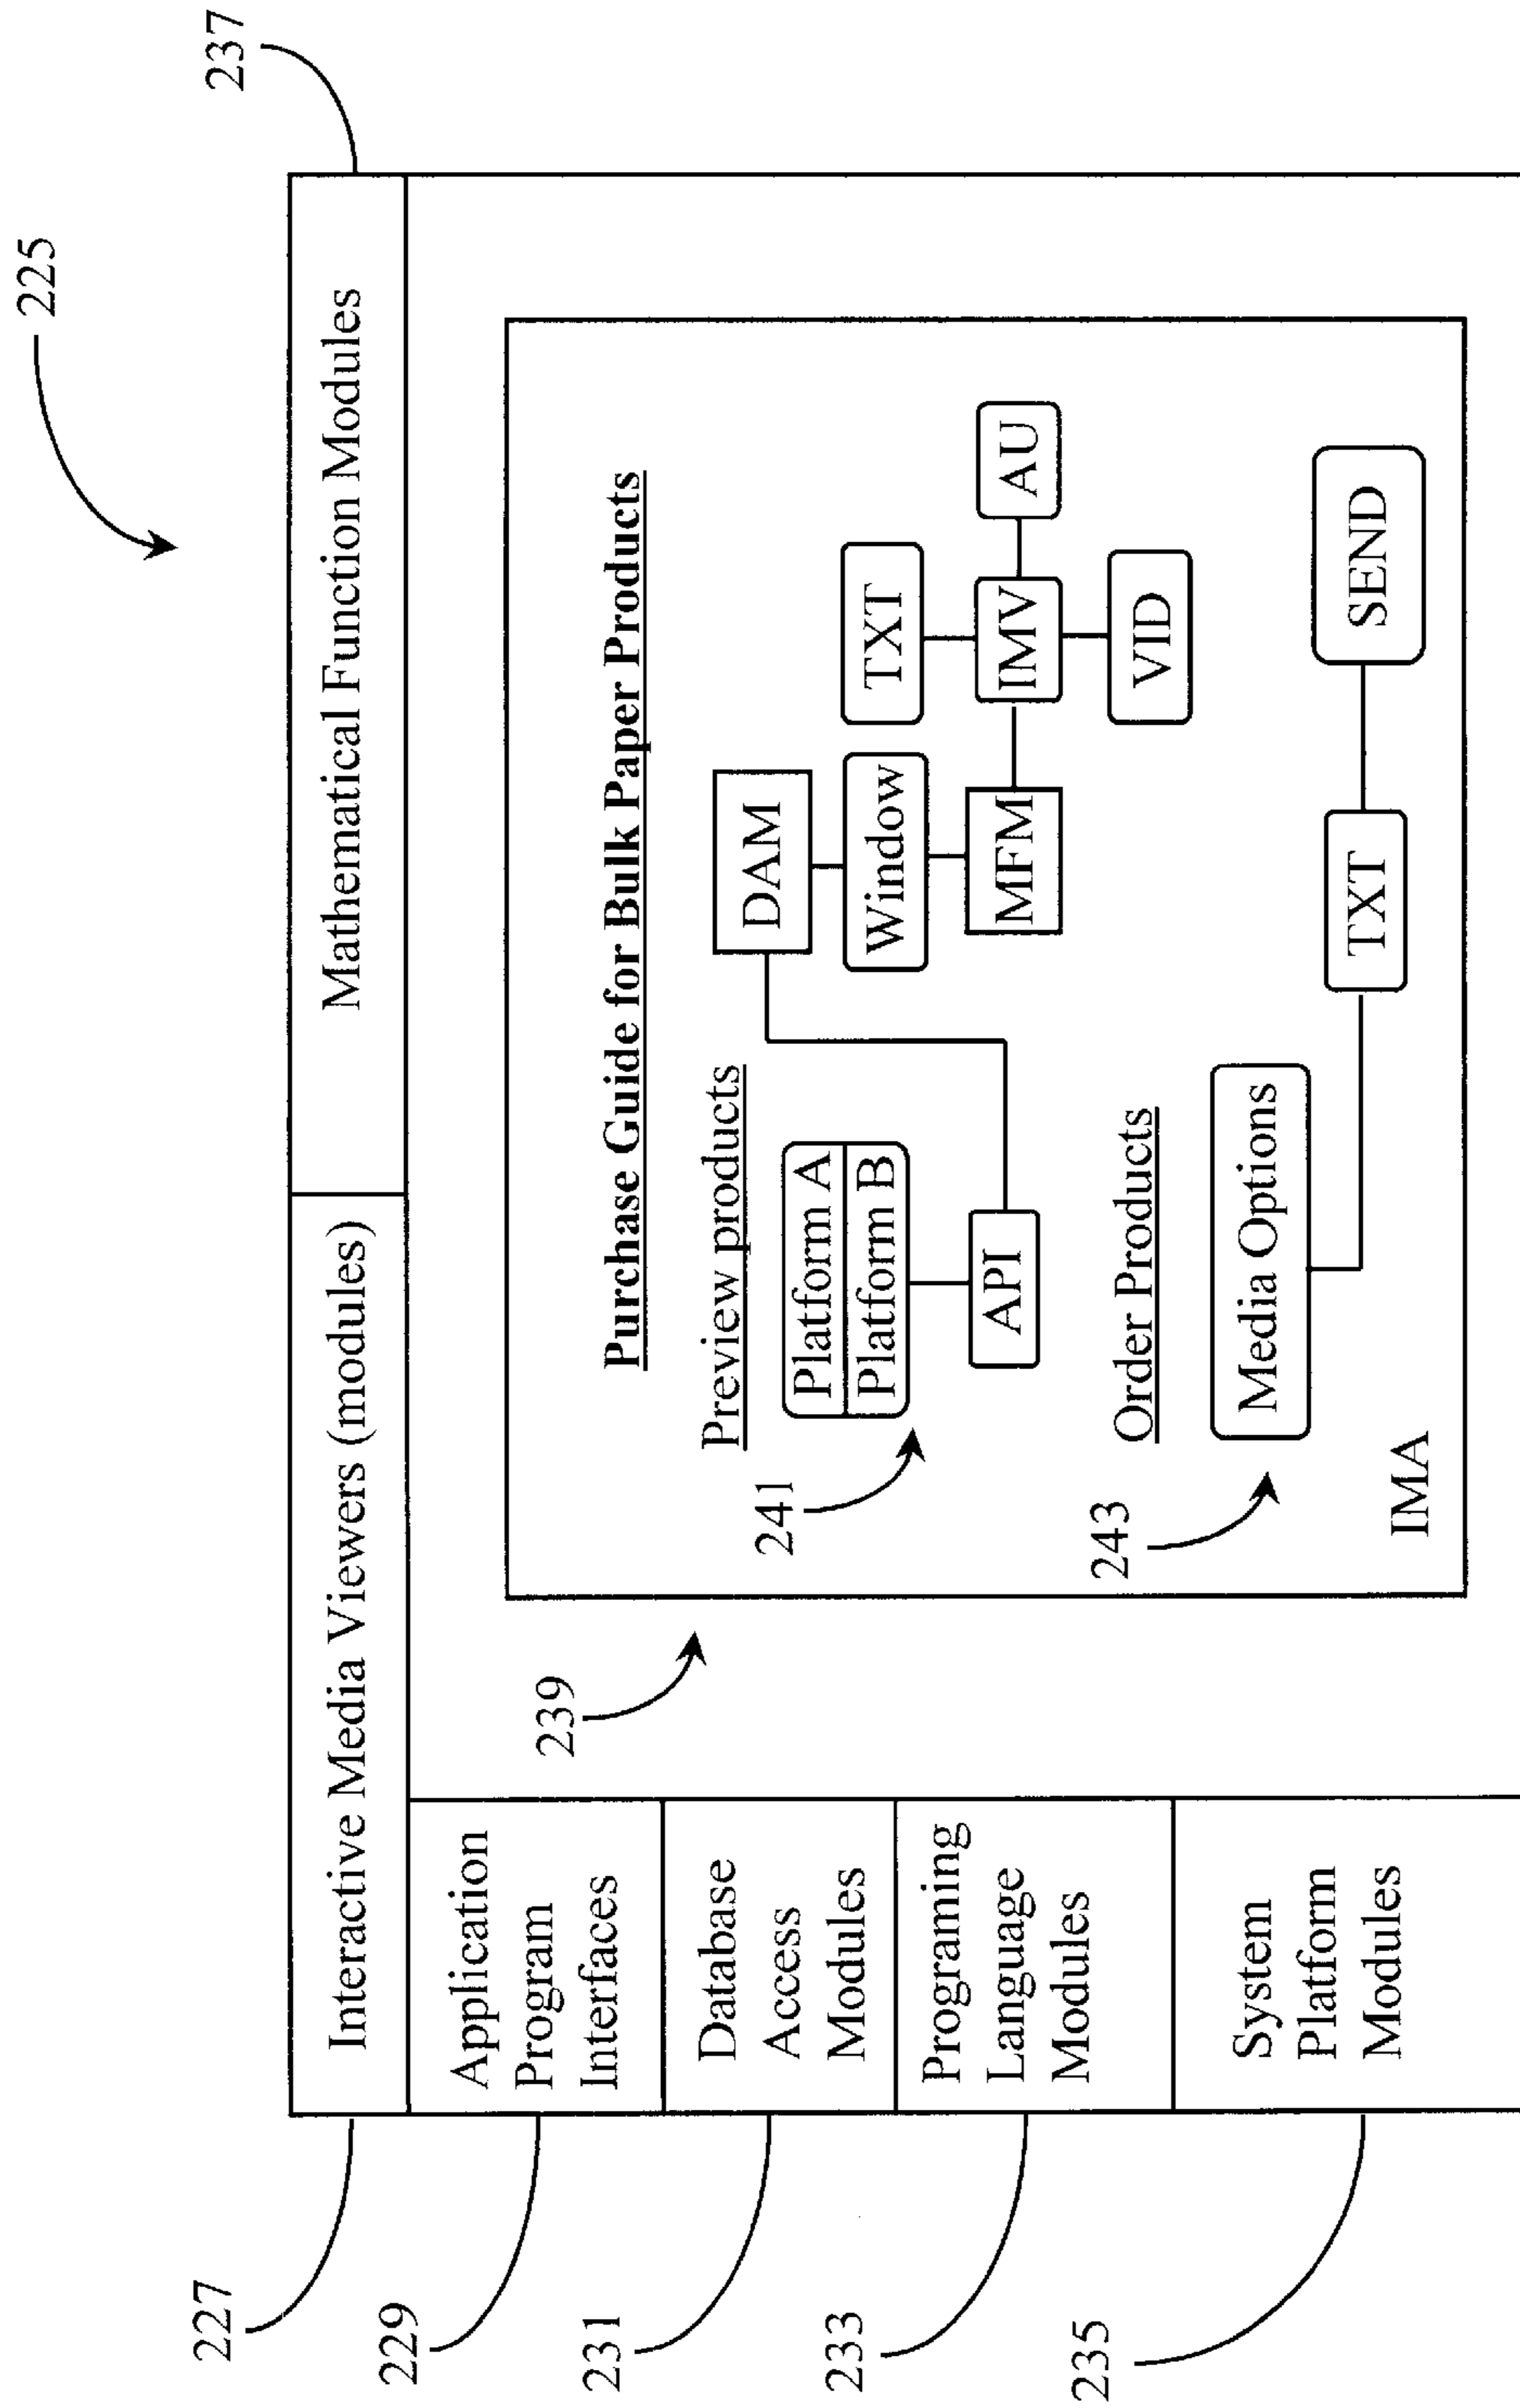 225
237
227
Interactive Media Viewers (modules)
Mathematical Function Modules
229
Application
Program
Interfaces
231
Database
Access
Modules
233
Programing
Language
Modules
235
System
Platform
Modules
239
Purchase Guide for Bulk Paper Products
Preview products
241
Platform A
Platform B
API
DAM
Window
MFM
TXT
IMV
AU
VID
Order Products
243
Media Options
TXT
SEND
IMA